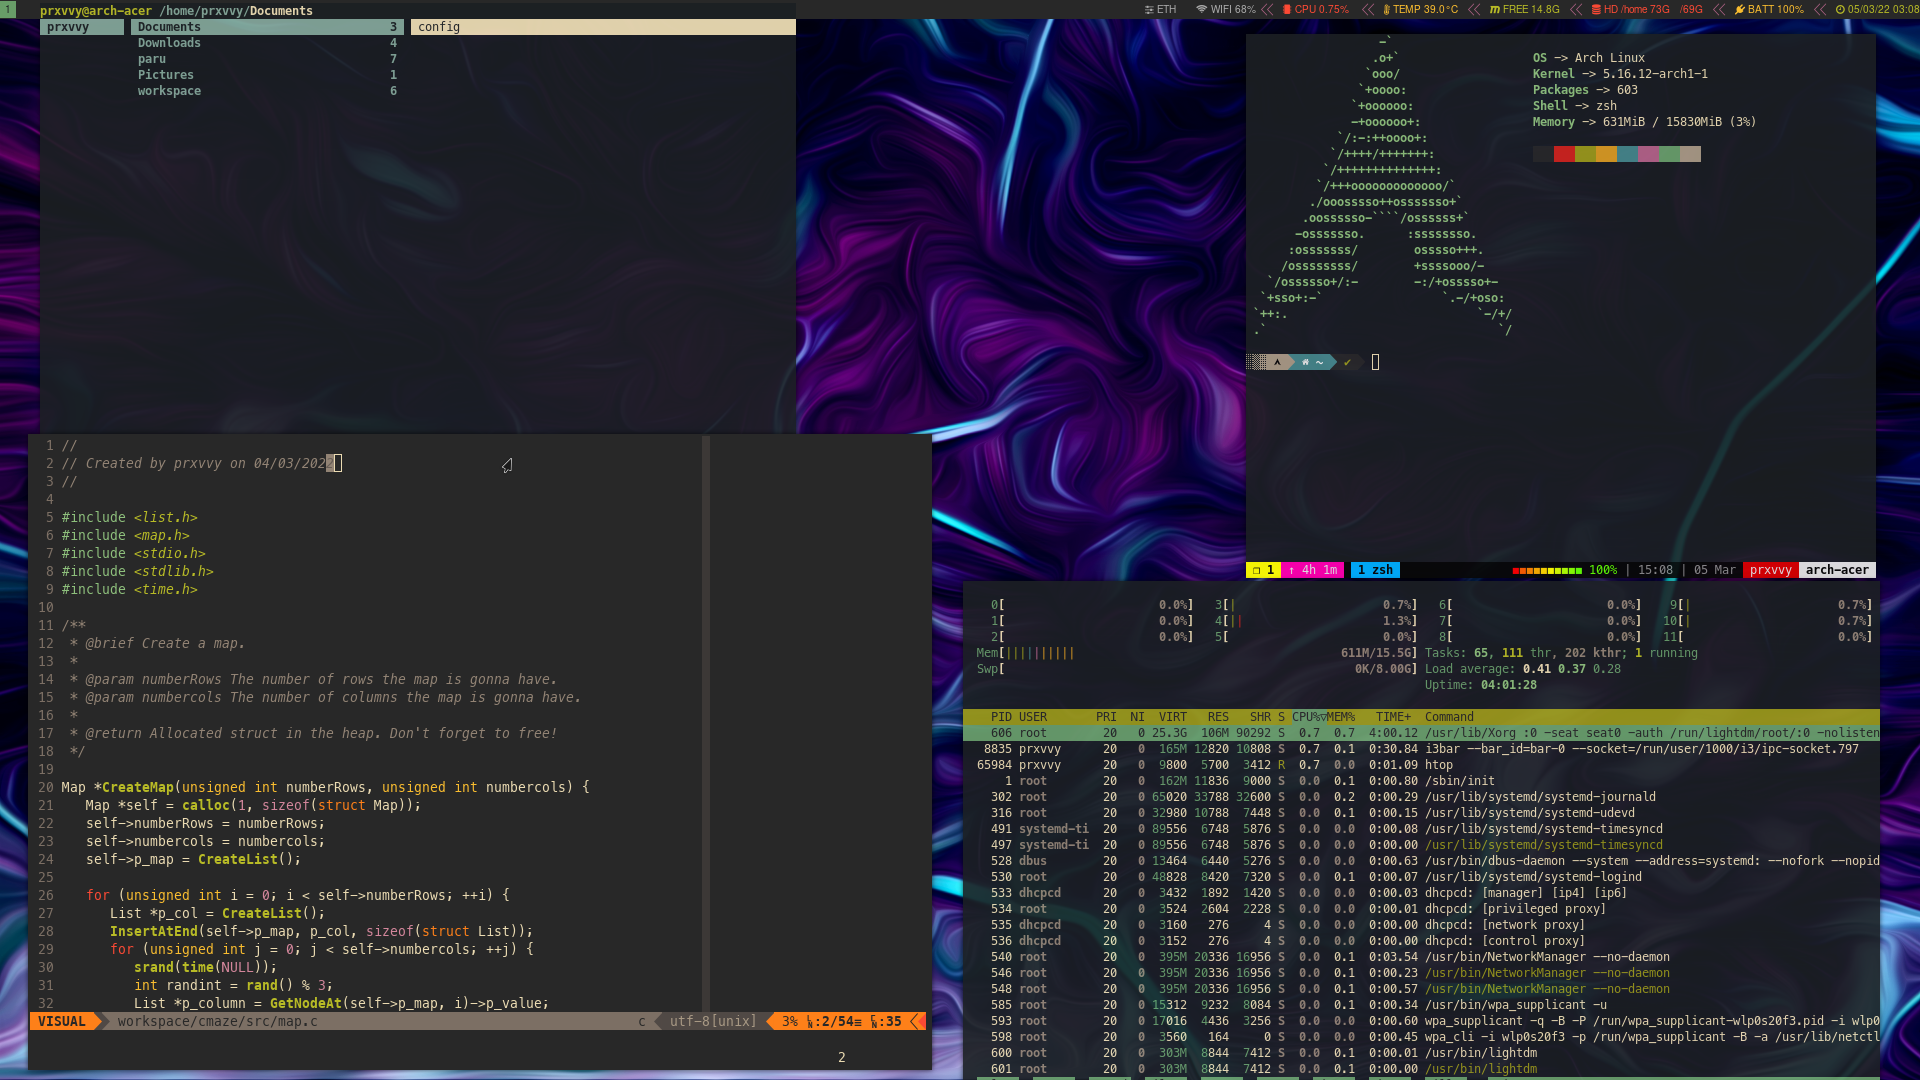 1
ETH WIFI 68% CPU 0.75% TEMP 39.0°C FREE 14.8G HD /home 73G /69G BATT 100% 05/03/22 03:08
prxvvy@arch-acer /home/prxvvy/Documents
prxvvy Documents 3 config
Downloads 4
paru 7
Pictures 1
workspace 6
-`
.o+`
`ooo/
`+oooo:
`+oooooo:
-+oooooo+:
`/:-:++oooo+:
`/++++/+++++++:
`/++++++++++++++:
`/+++ooooooooooooo/`
./ooosssso++osssssso+`
.oossssso-````/ossssss+`
-osssssso.      :ssssssso.
:osssssss/        osssso+++.
/ossssssss/        +ssssooo/-
`/ossssso+/:-        -:/+osssso+-
`+sso+:-`                 `.-/+oso:
`++:.                           `-/+/
.`                                 `/
OS -> Arch Linux
Kernel -> 5.16.12-arch1-1
Packages -> 603
Shell -> zsh
Memory -> 631MiB / 15830MiB (3%)
~ ✔
❐ 1 ↑ 4h 1m 1 zsh 100% | 15:08 | 05 Mar prxvvy arch-acer
1 //
2 // Created by prxvvy on 04/03/2022
3 //
4
5 #include <list.h>
6 #include <map.h>
7 #include <stdio.h>
8 #include <stdlib.h>
9 #include <time.h>
10
11 /**
12 * @brief Create a map.
13 *
14 * @param numberRows The number of rows the map is gonna have.
15 * @param numbercols The number of columns the map is gonna have.
16 *
17 * @return Allocated struct in the heap. Don't forget to free!
18 */
19
20 Map *CreateMap(unsigned int numberRows, unsigned int numbercols) {
21 Map *self = calloc(1, sizeof(struct Map));
22 self->numberRows = numberRows;
23 self->numbercols = numbercols;
24 self->p_map = CreateList();
25
26 for (unsigned int i = 0; i < self->numberRows; ++i) {
27 List *p_col = CreateList();
28 InsertAtEnd(self->p_map, p_col, sizeof(struct List));
29 for (unsigned int j = 0; j < self->numbercols; ++j) {
30 srand(time(NULL));
31 int randint = rand() % 3;
32 List *p_column = GetNodeAt(self->p_map, i)->p_value;
VISUAL workspace/cmaze/src/map.c c utf-8[unix] 3% ㏑:2/54≡ ℅:35
2
0[ 0.0%] 3[| 0.7%] 6[ 0.0%] 9[| 0.7%]
1[ 0.0%] 4[|| 1.3%] 7[ 0.0%] 10[| 0.7%]
2[ 0.0%] 5[ 0.0%] 8[ 0.0%] 11[ 0.0%]
Mem[|||||||||| 611M/15.5G] Tasks: 65, 111 thr, 202 kthr; 1 running
Swp[ 0K/8.00G] Load average: 0.41 0.37 0.28
Uptime: 04:01:28
PID USER PRI NI VIRT RES SHR S CPU%▽MEM% TIME+ Command
606 root 20 0 25.3G 106M 90292 S 0.7 0.7 4:00.12 /usr/lib/Xorg :0 -seat seat0 -auth /run/lightdm/root/:0 -nolisten
8835 prxvvy 20 0 165M 12820 10808 S 0.7 0.1 0:30.84 i3bar --bar_id=bar-0 --socket=/run/user/1000/i3/ipc-socket.797
65984 prxvvy 20 0 9800 5700 3412 R 0.7 0.0 0:01.09 htop
1 root 20 0 162M 11836 9000 S 0.0 0.1 0:00.80 /sbin/init
302 root 20 0 65020 33788 32600 S 0.0 0.2 0:00.29 /usr/lib/systemd/systemd-journald
316 root 20 0 32980 10788 7448 S 0.0 0.1 0:00.15 /usr/lib/systemd/systemd-udevd
491 systemd-ti 20 0 89556 6748 5876 S 0.0 0.0 0:00.08 /usr/lib/systemd/systemd-timesyncd
497 systemd-ti 20 0 89556 6748 5876 S 0.0 0.0 0:00.00 /usr/lib/systemd/systemd-timesyncd
528 dbus 20 0 13464 6440 5276 S 0.0 0.0 0:00.63 /usr/bin/dbus-daemon --system --address=systemd: --nofork --nopid
530 root 20 0 48828 8420 7320 S 0.0 0.1 0:00.07 /usr/lib/systemd/systemd-logind
533 dhcpcd 20 0 3432 1892 1420 S 0.0 0.0 0:00.03 dhcpcd: [manager] [ip4] [ip6]
534 root 20 0 3524 2604 2228 S 0.0 0.0 0:00.01 dhcpcd: [privileged proxy]
535 dhcpcd 20 0 3160 276 4 S 0.0 0.0 0:00.00 dhcpcd: [network proxy]
536 dhcpcd 20 0 3152 276 4 S 0.0 0.0 0:00.00 dhcpcd: [control proxy]
540 root 20 0 395M 20336 16956 S 0.0 0.1 0:03.54 /usr/bin/NetworkManager --no-daemon
546 root 20 0 395M 20336 16956 S 0.0 0.1 0:00.23 /usr/bin/NetworkManager --no-daemon
548 root 20 0 395M 20336 16956 S 0.0 0.1 0:00.57 /usr/bin/NetworkManager --no-daemon
585 root 20 0 15312 9232 8084 S 0.0 0.1 0:00.34 /usr/bin/wpa_supplicant -u
593 root 20 0 17016 4436 3256 S 0.0 0.0 0:00.60 wpa_supplicant -q -B -P /run/wpa_supplicant-wlp0s20f3.pid -i wlp0
598 root 20 0 3560 164 0 S 0.0 0.0 0:00.45 wpa_cli -i wlp0s20f3 -p /run/wpa_supplicant -B -a /usr/lib/netctl
600 root 20 0 303M 8844 7412 S 0.0 0.1 0:00.01 /usr/bin/lightdm
601 root 20 0 303M 8844 7412 S 0.0 0.1 0:00.00 /usr/bin/lightdm